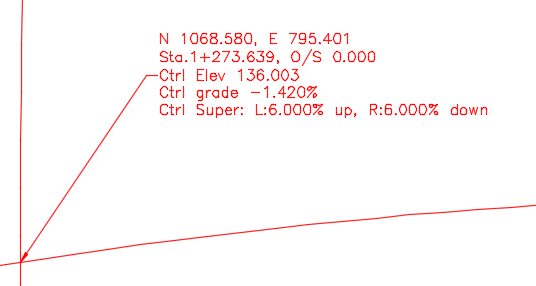 N 1068.580, E 795.401
Sta.1+273.639, O/S 0.000
Ctrl Elev 136.003
Ctrl grade -1.420%
Ctrl Super: L:6.000% up, R:6.000% down